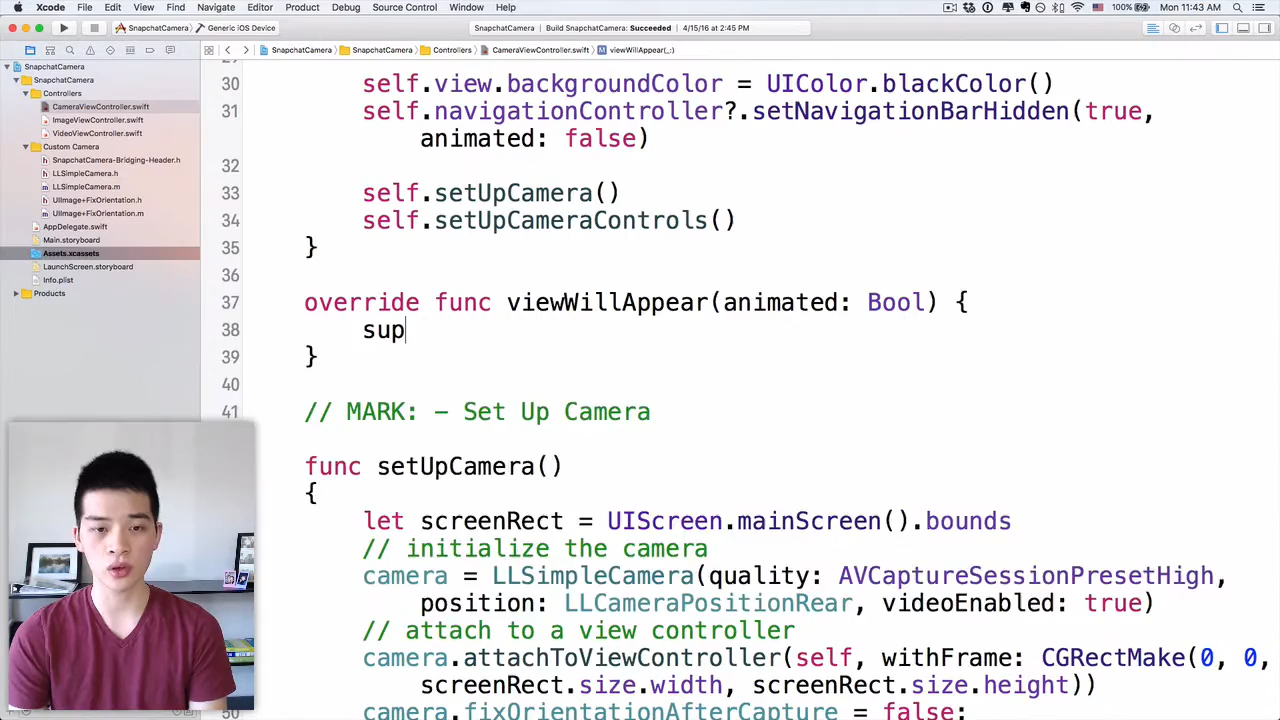 Xcode File Edit View Find Navigate Editor Product Debug Source Control Window Help 100% Mon 11:43 AM
SnapchatCamera Generic iOS Device SnapchatCamera Build SnapchatCamera: Succeeded 4/15/16 at 2:45 PM
SnapchatCamera SnapchatCamera Controllers CameraViewController.swift M viewWillAppear(_:)
SnapchatCamera
SnapchatCamera
Controllers
CameraViewController.swift
ImageViewController.swift
VideoViewController.swift
Custom Camera
h SnapchatCamera-Bridging-Header.h
h LLSimpleCamera.h
m LLSimpleCamera.m
h UIImage+FixOrientation.h
m UIImage+FixOrientation.m
AppDelegate.swift
Main.storyboard
Assets.xcassets
LaunchScreen.storyboard
Info.plist
Products
30 self.view.backgroundColor = UIColor.blackColor()
31 self.navigationController?.setNavigationBarHidden(true,
animated: false)
32
33 self.setUpCamera()
34 self.setUpCameraControls()
35 }
36
37 override func viewWillAppear(animated: Bool) {
38 sup
39 }
40
41 // MARK: - Set Up Camera
func setUpCamera()
{
let screenRect = UIScreen.mainScreen().bounds
// initialize the camera
camera = LLSimpleCamera(quality: AVCaptureSessionPresetHigh,
position: LLCameraPositionRear, videoEnabled: true)
// attach to a view controller
camera.attachToViewController(self, withFrame: CGRectMake(0, 0,
screenRect.size.width, screenRect.size.height))
camera.fixOrientationAfterCapture = false;